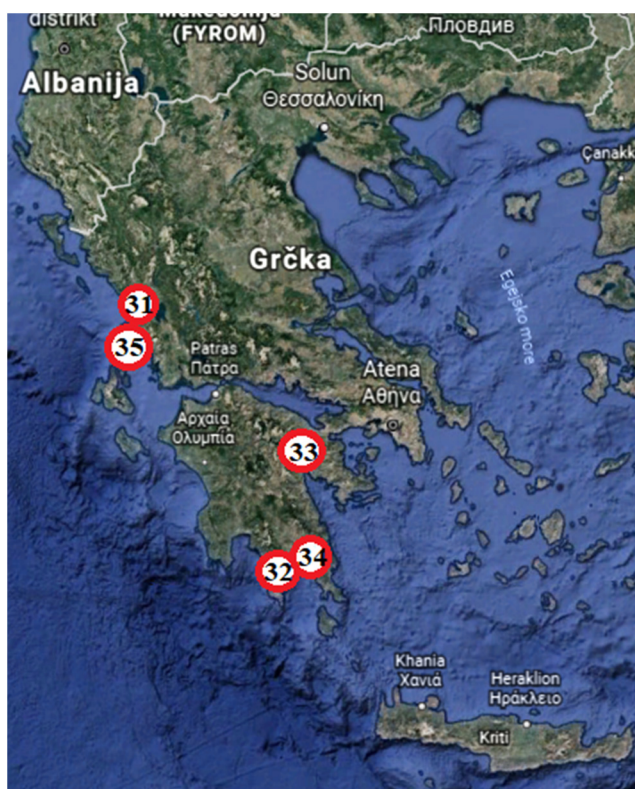 distrikt
Makedonija
(FYROM)
Пловдив
Albanija
Solun
Θεσσαλονίκη
Çanakk
Grčka
Egejsko more
31
35
Patras
Πάτρα
Atena
Αθήνα
Αρχαία
Ολυμπία
33
34
32
Khania
Χανιά
Heraklion
Ηράκλειο
Kriti